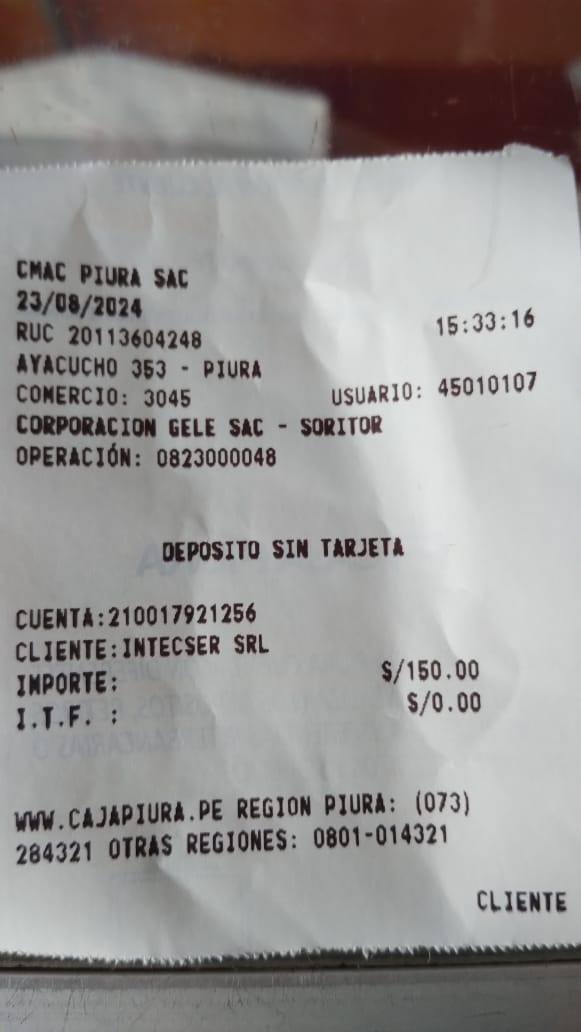 CMAC PIURA SAC
23/08/2024 15:33:16
RUC 20113604248
AYACUCHO 353 - PIURA
COMERCIO: 3045 USUARIO: 45010107
CORPORACION GELE SAC - SORITOR
OPERACIÓN: 0823000048
DEPOSITO SIN TARJETA
CUENTA:210017921256
CLIENTE:INTECSER SRL
IMPORTE: S/150.00
I.T.F. : S/0.00
WWW.CAJAPIURA.PE REGION PIURA: (073)
284321 OTRAS REGIONES: 0801-014321
CLIENTE